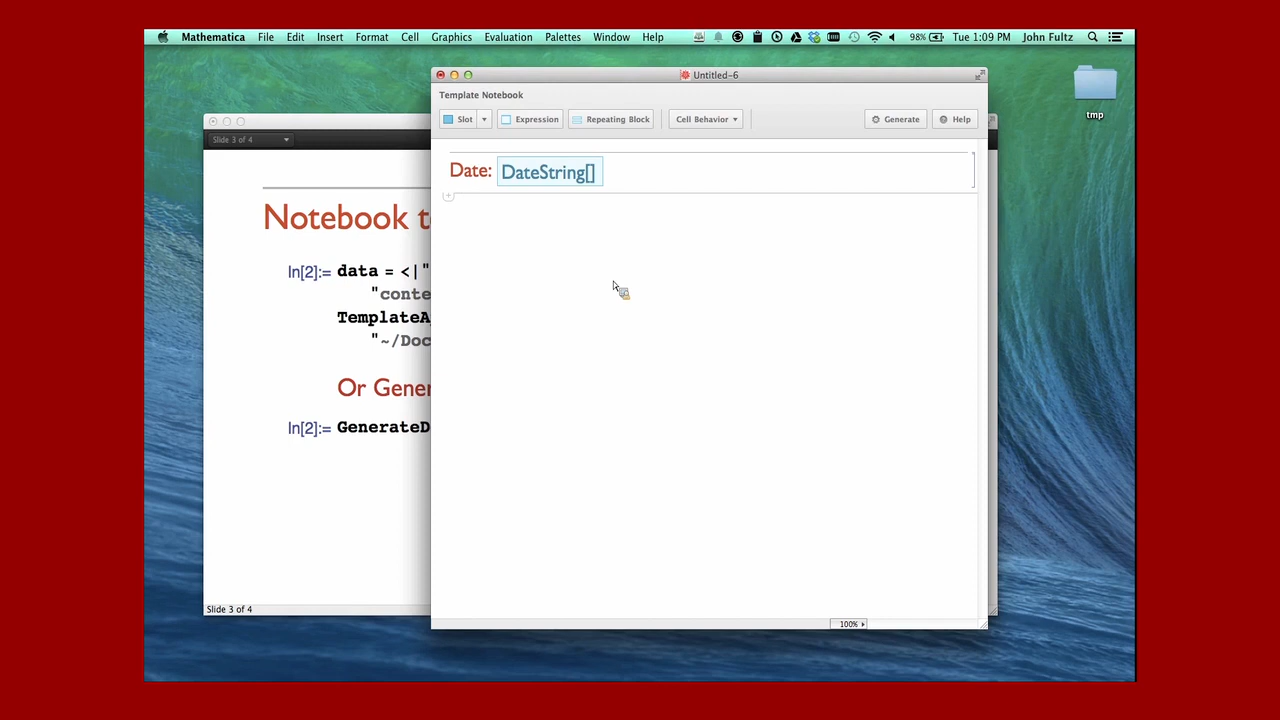 Mathematica File Edit Insert Format Cell Graphics Evaluation Palettes Window Help 98% Tue 1:09 PM John Fultz
tmp
Untitled-6
Template Notebook
Slot Expression Repeating Block Cell Behavior Generate Help
Date: DateString[]
100%
Slide 3 of 4
Notebook t
In[2]:= data = <|"
"conte
TemplateA
"~/Doc
Or Gener
In[2]:= GenerateD
Slide 3 of 4